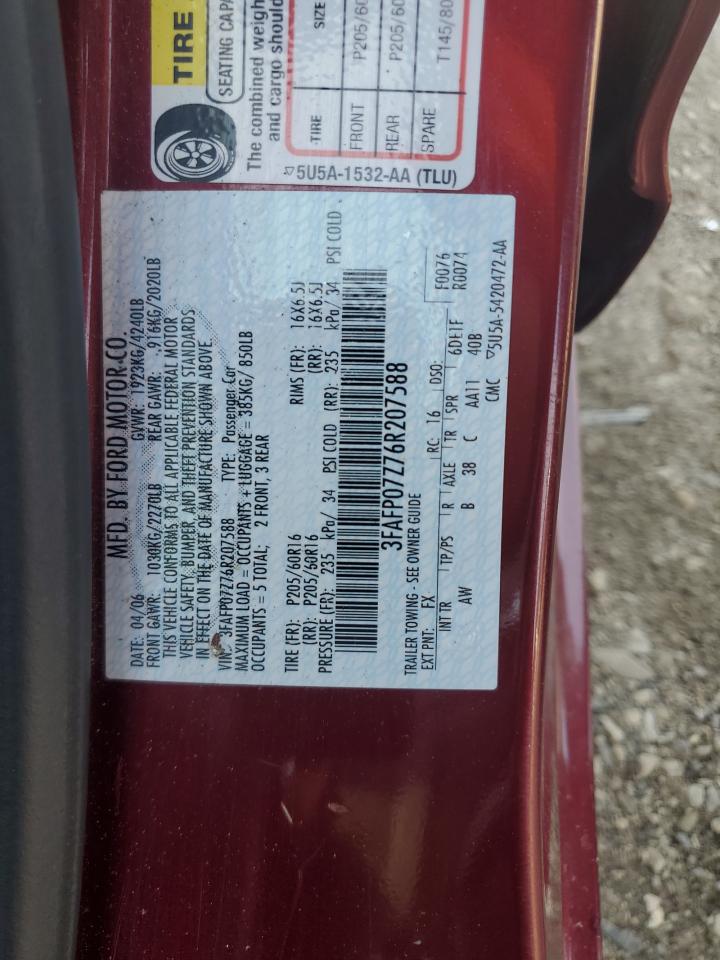 MFD. BY FORD MOTOR CO.
DATE: 04/06 GVWR: 1923KG/4240LB
FRONT GAWR: 1030KG/2270LB REAR GAWR: 916KG/2020LB
THIS VEHICLE CONFORMS TO ALL APPLICABLE FEDERAL MOTOR
VEHICLE SAFETY, BUMPER, AND THEFT PREVENTION STANDARDS
IN EFFECT ON THE DATE OF MANUFACTURE SHOWN ABOVE.
VIN: 3FAFP07Z76R207588 TYPE: Passenger Car
MAXIMUM LOAD = OCCUPANTS + LUGGAGE = 385KG/ 850LB
OCCUPANTS = 5 TOTAL; 2 FRONT, 3 REAR
TIRE (FR): P205/60R16 RIMS (FR): 16X6.5J
(RR): P205/60R16 (RR): 16X6.5J
PRESSURE (FR): 235 kPa/ 34 PSI COLD (RR): 235 kPa/ 34 PSI COLD
3FAFP07Z76R207588
TRAILER TOWING - SEE OWNER GUIDE
EXT PNT: FX RC: 16 DSO: F0076
R0074
INT TR TP/PS R AXLE TR SPR 6DE1F
AW B 38 C AA11 40B
CMC ▽5U5A-5420472-AA
TIRE
SEATING CAPA
The combined weigh
and cargo should
TIRE SIZE
FRONT P205/60
REAR P205/60
SPARE T145/80
▽5U5A-1532-AA (TLU)